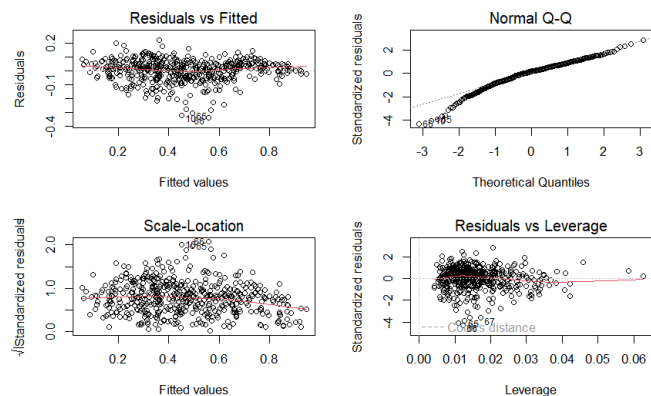 Residuals vs Fitted
Residuals
0.2
-0.1
-0.4
0.2
0.4
0.6
0.8
Fitted values
Normal Q-Q
Standardized residuals
2
0
-2
-4
-3
-2
-1
0
1
2
3
Theoretical Quantiles
Scale-Location
√|Standardized residuals|
2.0
1.0
0.0
0.2
0.4
0.6
0.8
Fitted values
Residuals vs Leverage
Standardized residuals
2
0
-2
-4
67
Cook's distance
0.00
0.01
0.02
0.03
0.04
0.05
0.06
Leverage